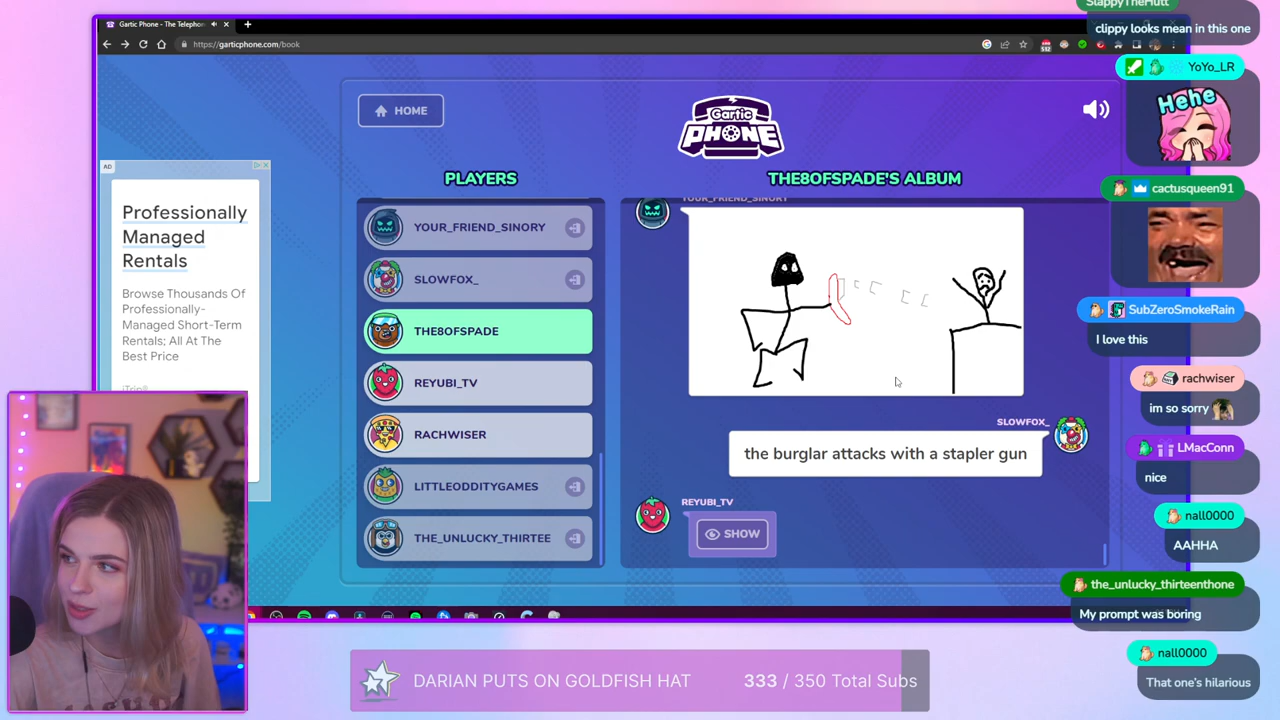 Gartic Phone - The Telephon
https://garticphone.com/book
HOME
Gartic
PHONE
AD
Professionally
Managed
Rentals
Browse Thousands Of
Professionally-
Managed Short-Term
Rentals; All At The
Best Price
iTrip®
PLAYERS
YOUR_FRIEND_SINORY
SLOWFOX_
THE8OFSPADE
REYUBI_TV
RACHWISER
LITTLEODDITYGAMES
THE_UNLUCKY_THIRTEE
THE8OFSPADE'S ALBUM
YOUR_FRIEND_SINORY
SLOWFOX_
the burglar attacks with a stapler gun
REYUBI_TV
SHOW
SlappyTheHutt
clippy looks mean in this one
YoYo_LR
Hehe
cactusqueen91
SubZeroSmokeRain
I love this
rachwiser
im so sorry
LMacConn
nice
nall0000
AAHHA
the_unlucky_thirteenthone
My prompt was boring
nall0000
That one's hilarious
DARIAN PUTS ON GOLDFISH HAT
333 / 350 Total Subs